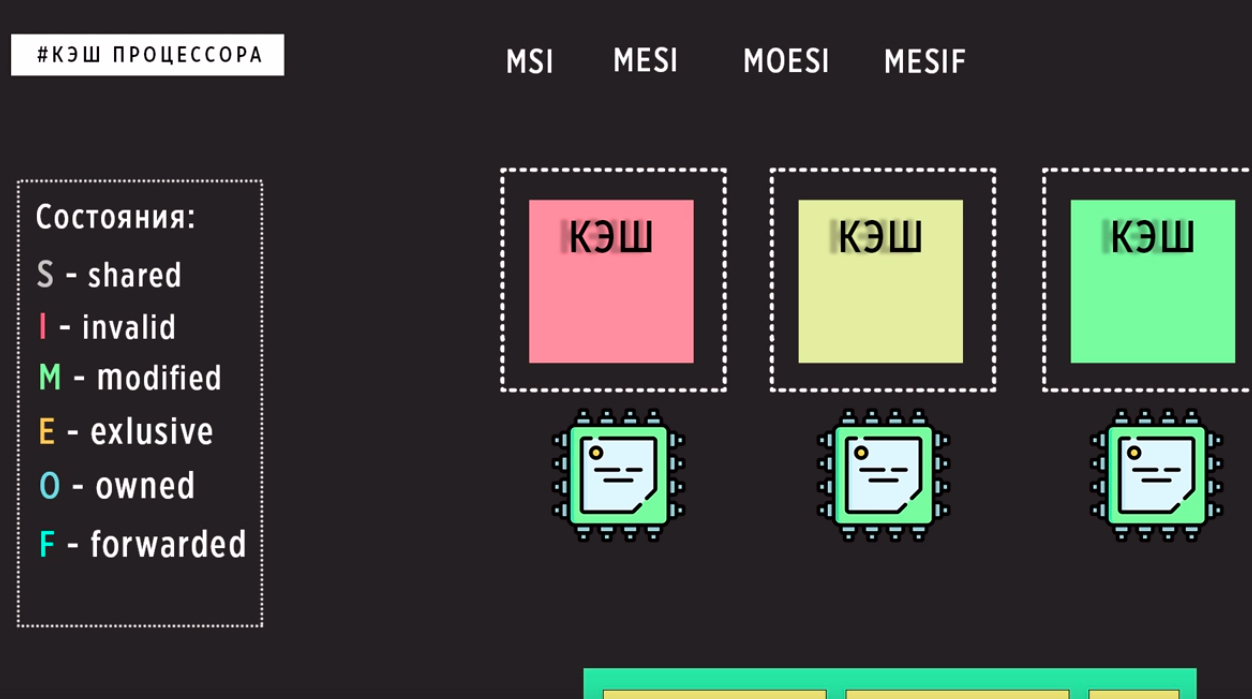 #КЭШ ПРОЦЕССОРА
MSI MESI MOESI MESIF
Состояния:
S - shared
I - invalid
M - modified
E - exlusive
O - owned
F - forwarded
КЭШ КЭШ КЭШ